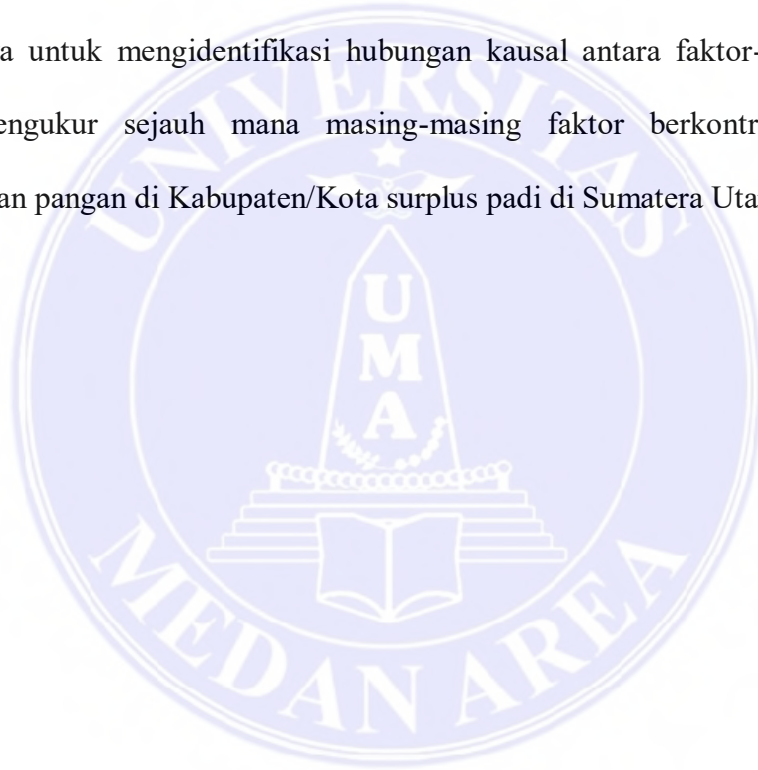 a untuk mengidentifikasi hubungan kausal antara faktor-
engukur sejauh mana masing-masing faktor berkontr
an pangan di Kabupaten/Kota surplus padi di Sumatera Uta
UNIVERSITAS
U
M
A
MEDAN AREA